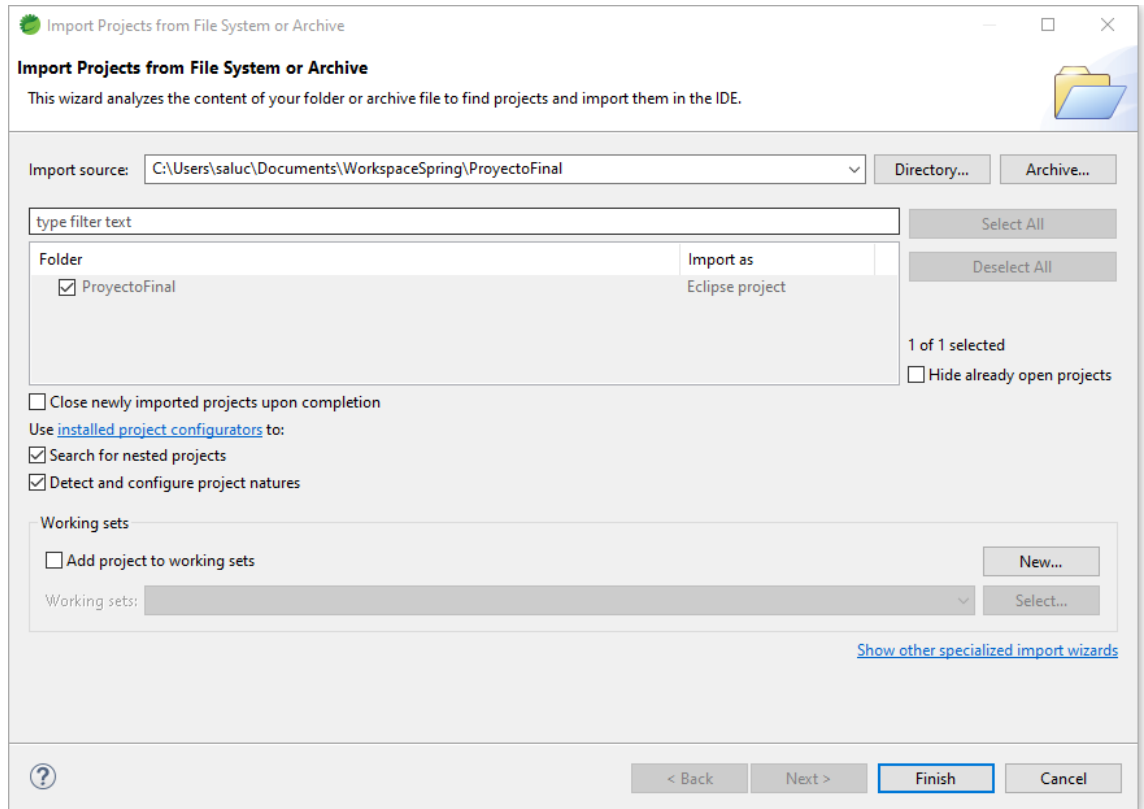 Import Projects from File System or Archive
Import Projects from File System or Archive
This wizard analyzes the content of your folder or archive file to find projects and import them in the IDE.
Import source: C:\Users\saluc\Documents\WorkspaceSpring\ProyectoFinal Directory... Archive...
type filter text Select All
Folder Import as Deselect All
ProyectoFinal Eclipse project
1 of 1 selected
Hide already open projects
Close newly imported projects upon completion
Use installed project configurators to:
Search for nested projects
Detect and configure project natures
Working sets
Add project to working sets New...
Working sets: Select...
Show other specialized import wizards
? < Back Next > Finish Cancel